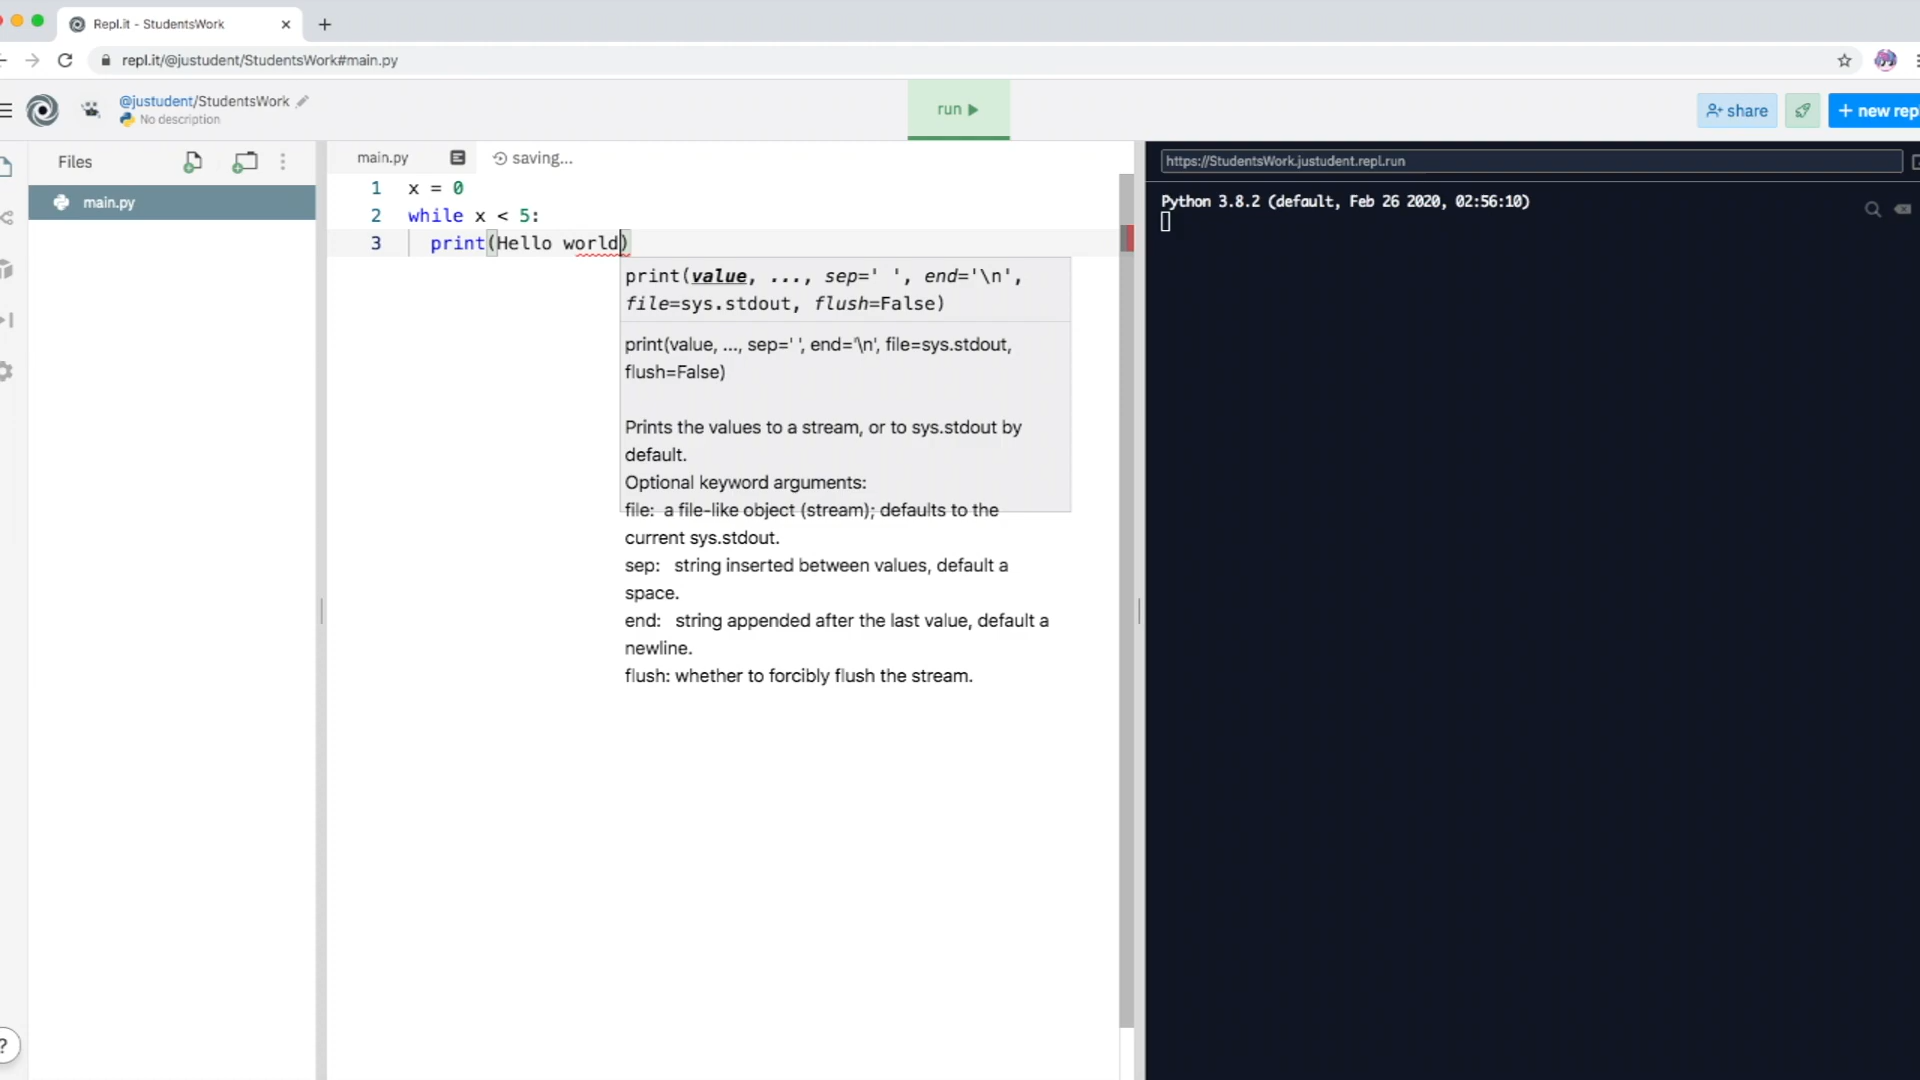 Repl.it - StudentsWork
repl.it/@justudent/StudentsWork#main.py
@justudent/StudentsWork
No description
run
share
+ new repl
Files
main.py
main.py
saving...
1 x = 0
2 while x < 5:
3 print(Hello world)
print(value, ..., sep=' ', end='\n',
file=sys.stdout, flush=False)
print(value, ..., sep=' ', end='\n', file=sys.stdout,
flush=False)
Prints the values to a stream, or to sys.stdout by
default.
Optional keyword arguments:
file: a file-like object (stream); defaults to the
current sys.stdout.
sep: string inserted between values, default a
space.
end: string appended after the last value, default a
newline.
flush: whether to forcibly flush the stream.
https://StudentsWork.justudent.repl.run
Python 3.8.2 (default, Feb 26 2020, 02:56:10)
?